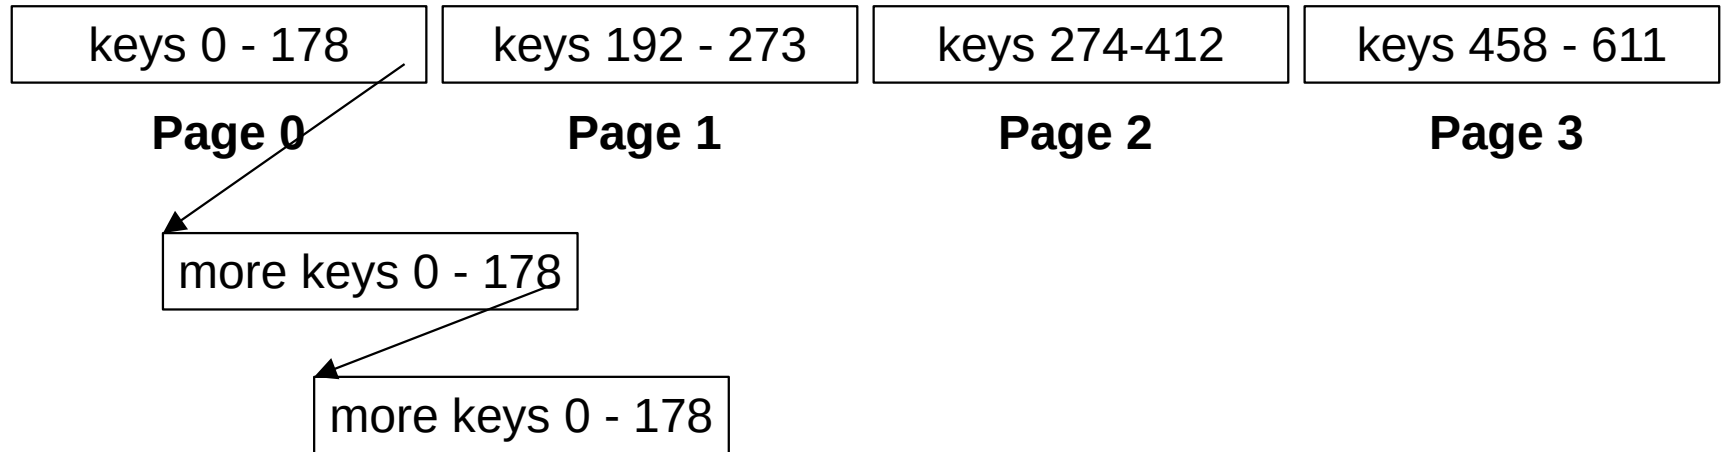 keys 0 - 178 keys 192 - 273 keys 274-412 keys 458 - 611
Page 0 Page 1 Page 2 Page 3
more keys 0 - 178
more keys 0 - 178